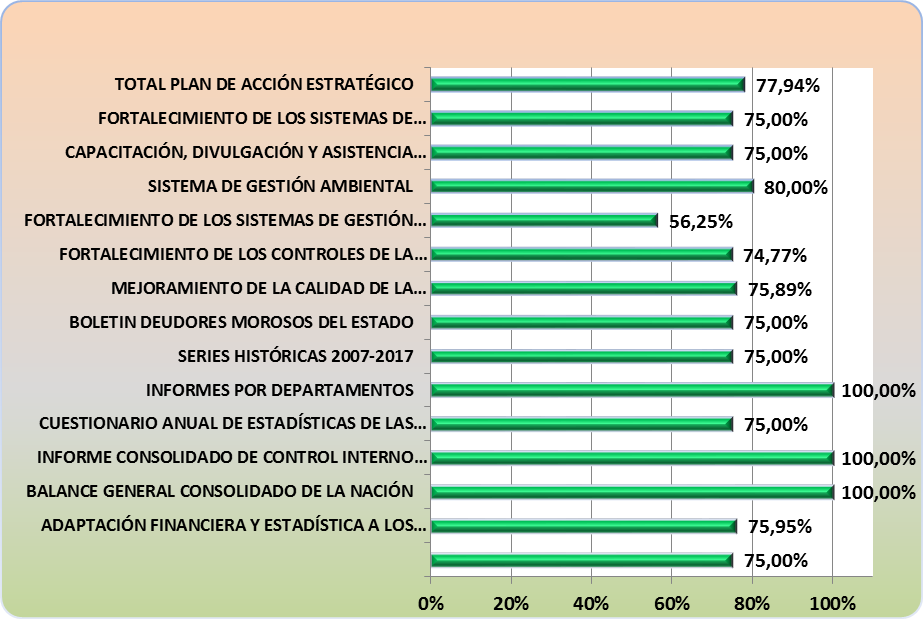 TOTAL PLAN DE ACCIÓN ESTRATÉGICO 77,94%
FORTALECIMIENTO DE LOS SISTEMAS DE... 75,00%
CAPACITACIÓN, DIVULGACIÓN Y ASISTENCIA... 75,00%
SISTEMA DE GESTIÓN AMBIENTAL 80,00%
FORTALECIMIENTO DE LOS SISTEMAS DE GESTIÓN... 56,25%
FORTALECIMIENTO DE LOS CONTROLES DE LA... 74,77%
MEJORAMIENTO DE LA CALIDAD DE LA... 75,89%
BOLETIN DEUDORES MOROSOS DEL ESTADO 75,00%
SERIES HISTÓRICAS 2007-2017 75,00%
INFORMES POR DEPARTAMENTOS 100,00%
CUESTIONARIO ANUAL DE ESTADÍSTICAS DE LAS... 75,00%
INFORME CONSOLIDADO DE CONTROL INTERNO... 100,00%
BALANCE GENERAL CONSOLIDADO DE LA NACIÓN 100,00%
ADAPTACIÓN FINANCIERA Y ESTADÍSTICA A LOS... 75,95%
75,00%
0% 20% 40% 60% 80% 100%